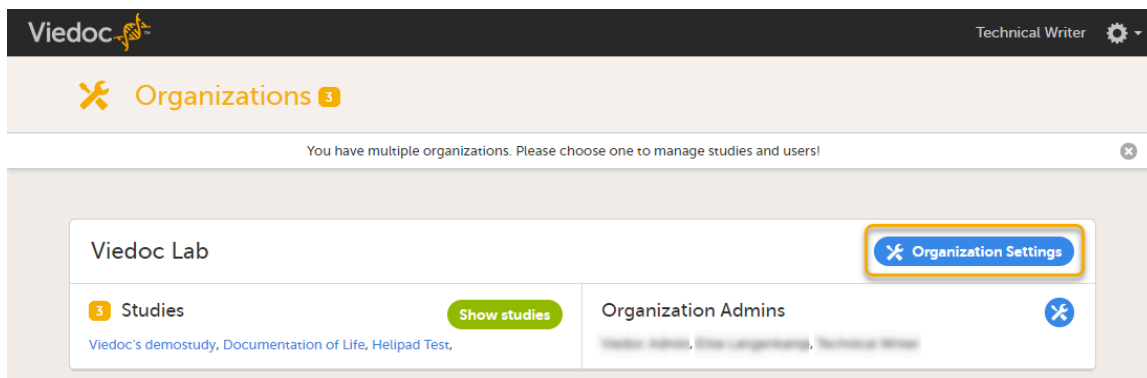 Viedoc™
Technical Writer
Organizations 3
You have multiple organizations. Please choose one to manage studies and users!
Viedoc Lab
Organization Settings
3 Studies
Show studies
Organization Admins
Viedoc's demostudy, Documentation of Life, Helipad Test,